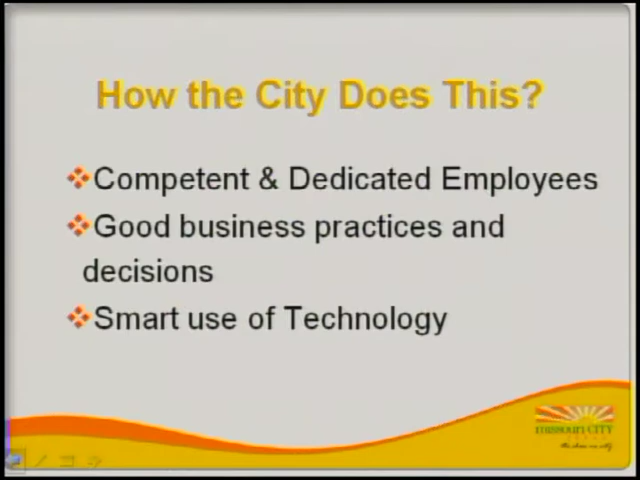 How the City Does This?
Competent & Dedicated Employees
Good business practices and
decisions
Smart use of Technology
missouri CITY